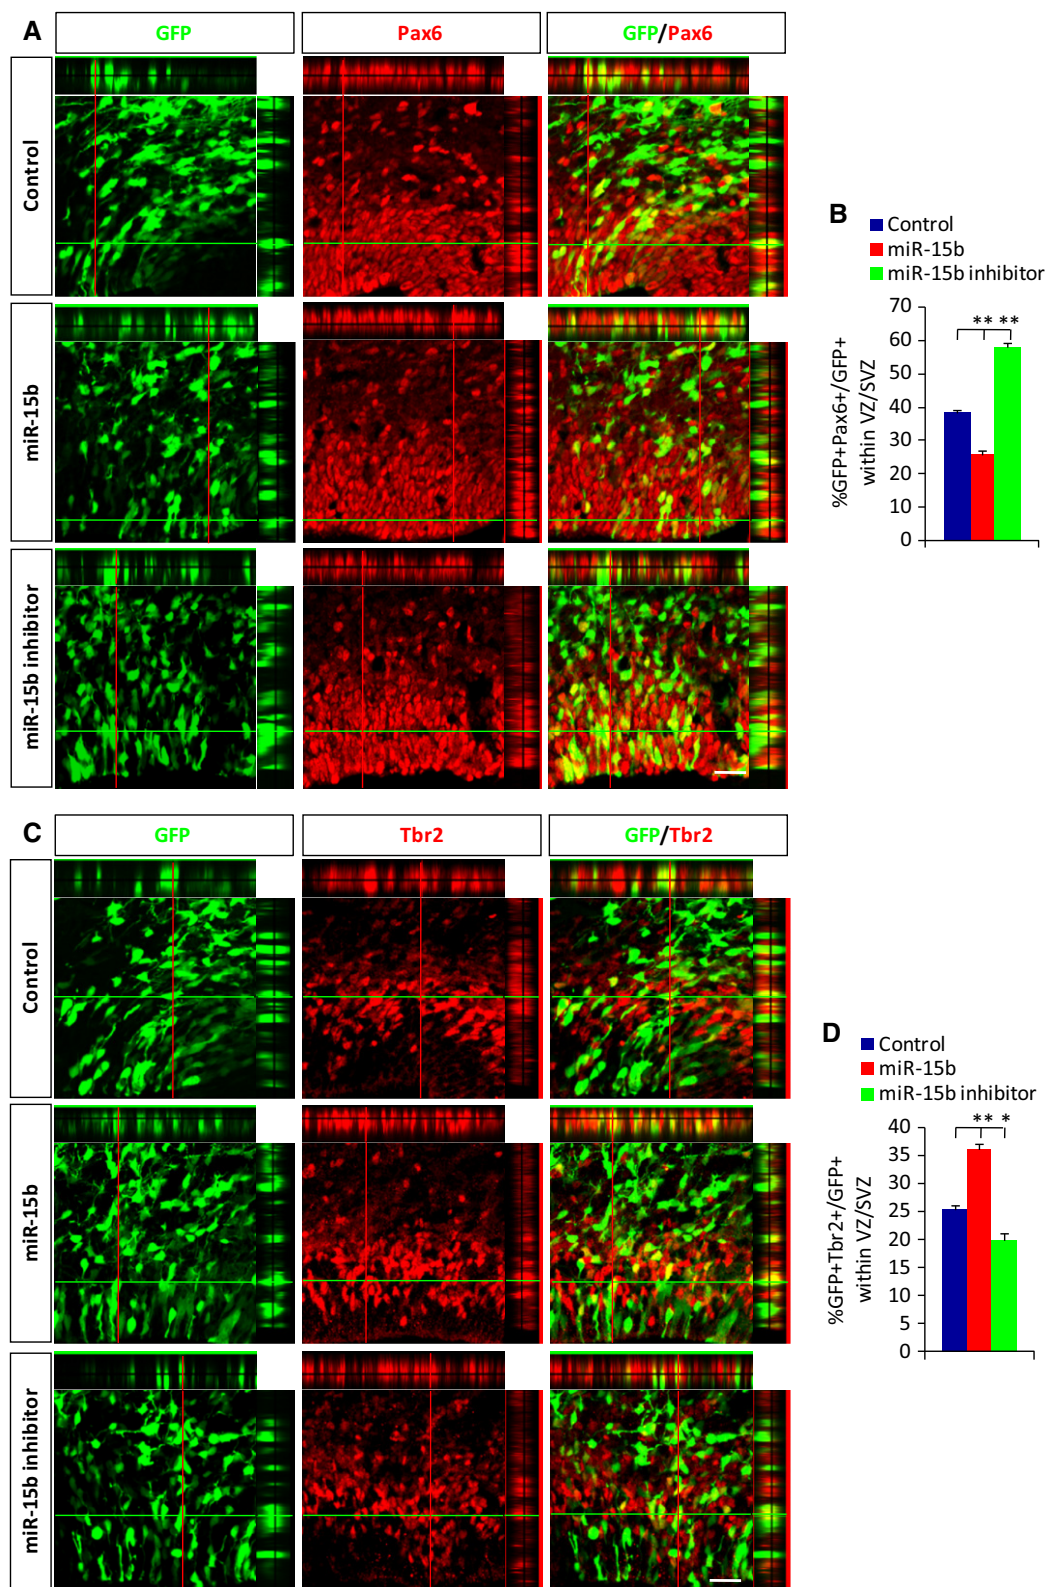 A
GFP
Pax6
GFP/Pax6
Control
miR-15b
miR-15b inhibitor
B
Control
miR-15b
miR-15b inhibitor
%GFP+Pax6+/GFP+
within VZ/SVZ
70
60
50
40
30
20
10
0
** **
C
GFP
Tbr2
GFP/Tbr2
Control
miR-15b
miR-15b inhibitor
D
Control
miR-15b
miR-15b inhibitor
%GFP+Tbr2+/GFP+
within VZ/SVZ
40
35
30
25
20
15
10
5
0
** *